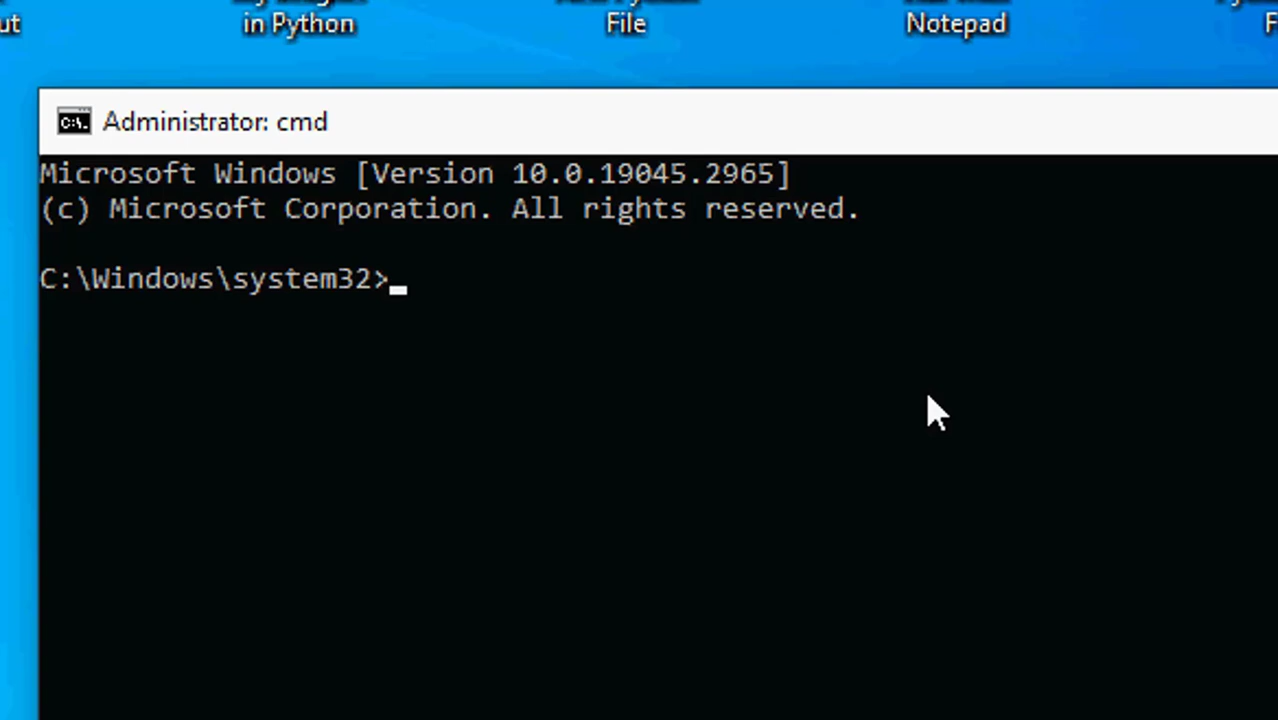 ut
in Python
File
Notepad
F
Administrator: cmd
Microsoft Windows [Version 10.0.19045.2965]
(c) Microsoft Corporation. All rights reserved.
C:\Windows\system32>